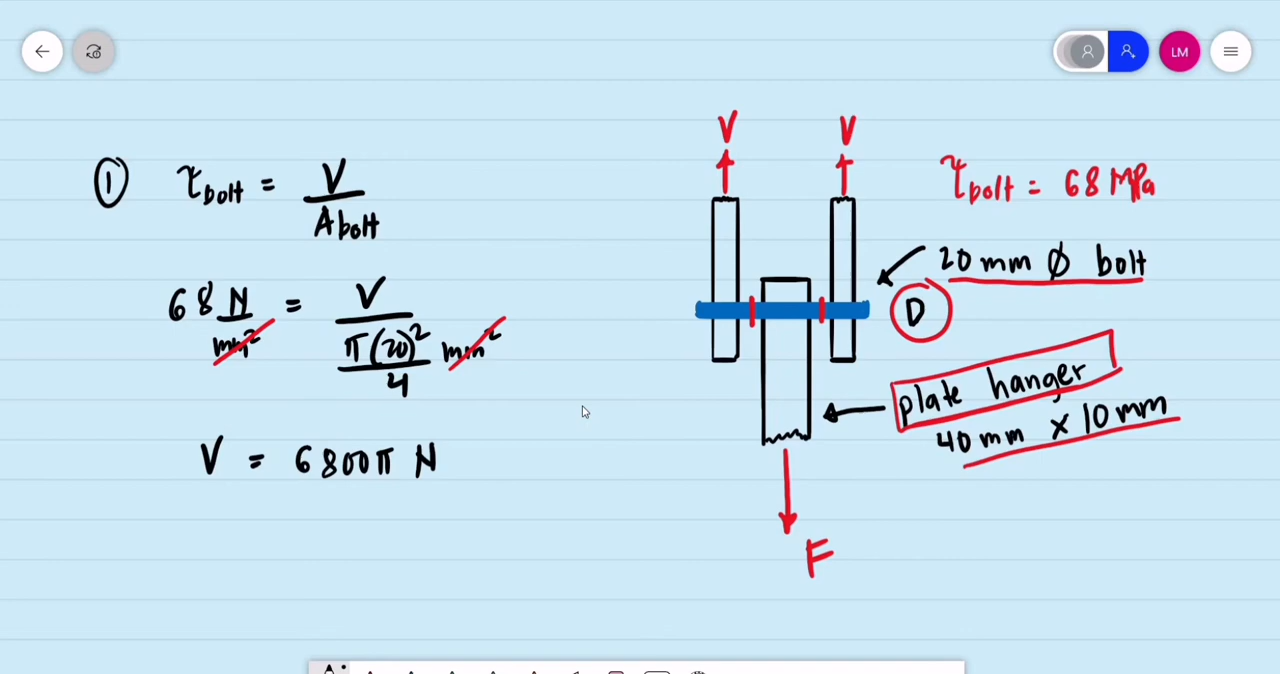 LM
① τbolt = V / Abolt
68 N/mm² = V / (π(20)²/4 mm²)
V = 6800π N
V V
τbolt = 68 MPa
20 mm Ø bolt
D
plate hanger
40 mm x 10 mm
F